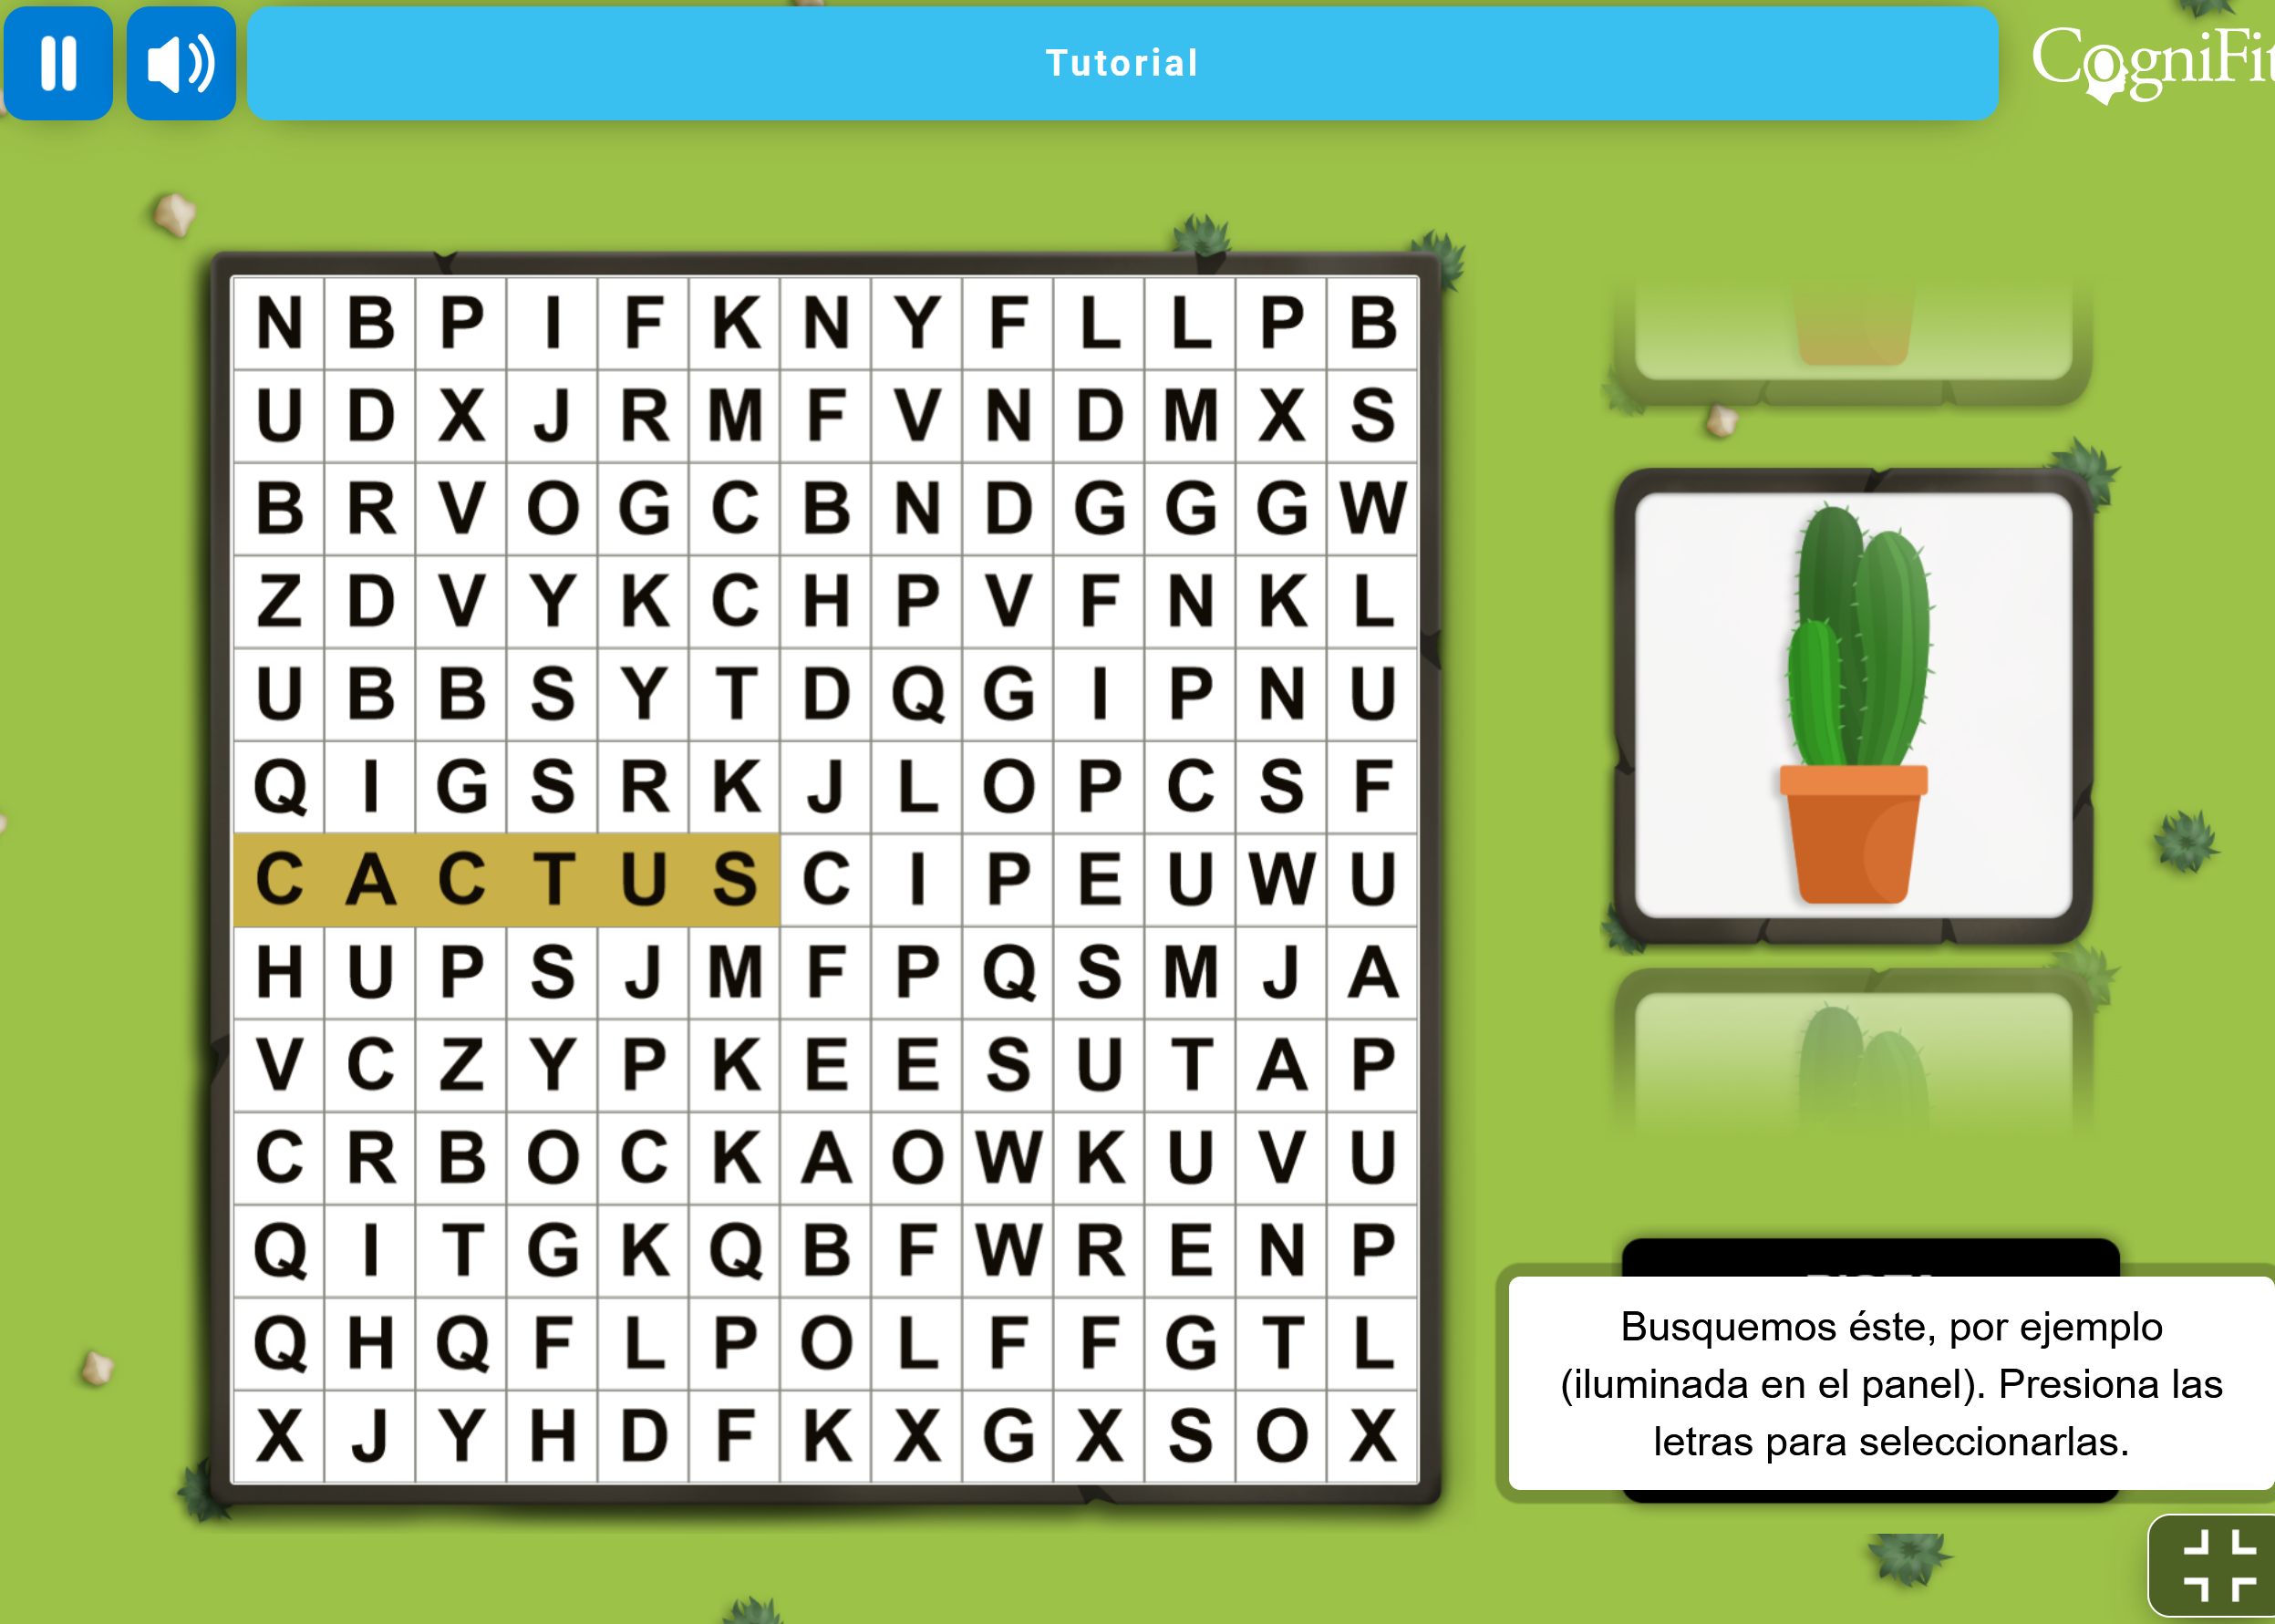 Tutorial
CogniFit
N B P I F K N Y F L L P B
U D X J R M F V N D M X S
B R V O G C B N D G G G W
Z D V Y K C H P V F N K L
U B B S Y T D Q G I P N U
Q I G S R K J L O P C S F
C A C T U S C I P E U W U
H U P S J M F P Q S M J A
V C Z Y P K E E S U T A P
C R B O C K A O W K U V U
Q I T G K Q B F W R E N P
Q H Q F L P O L F F G T L
X J Y H D F K X G X S O X
Busquemos éste, por ejemplo
(iluminada en el panel). Presiona las
letras para seleccionarlas.